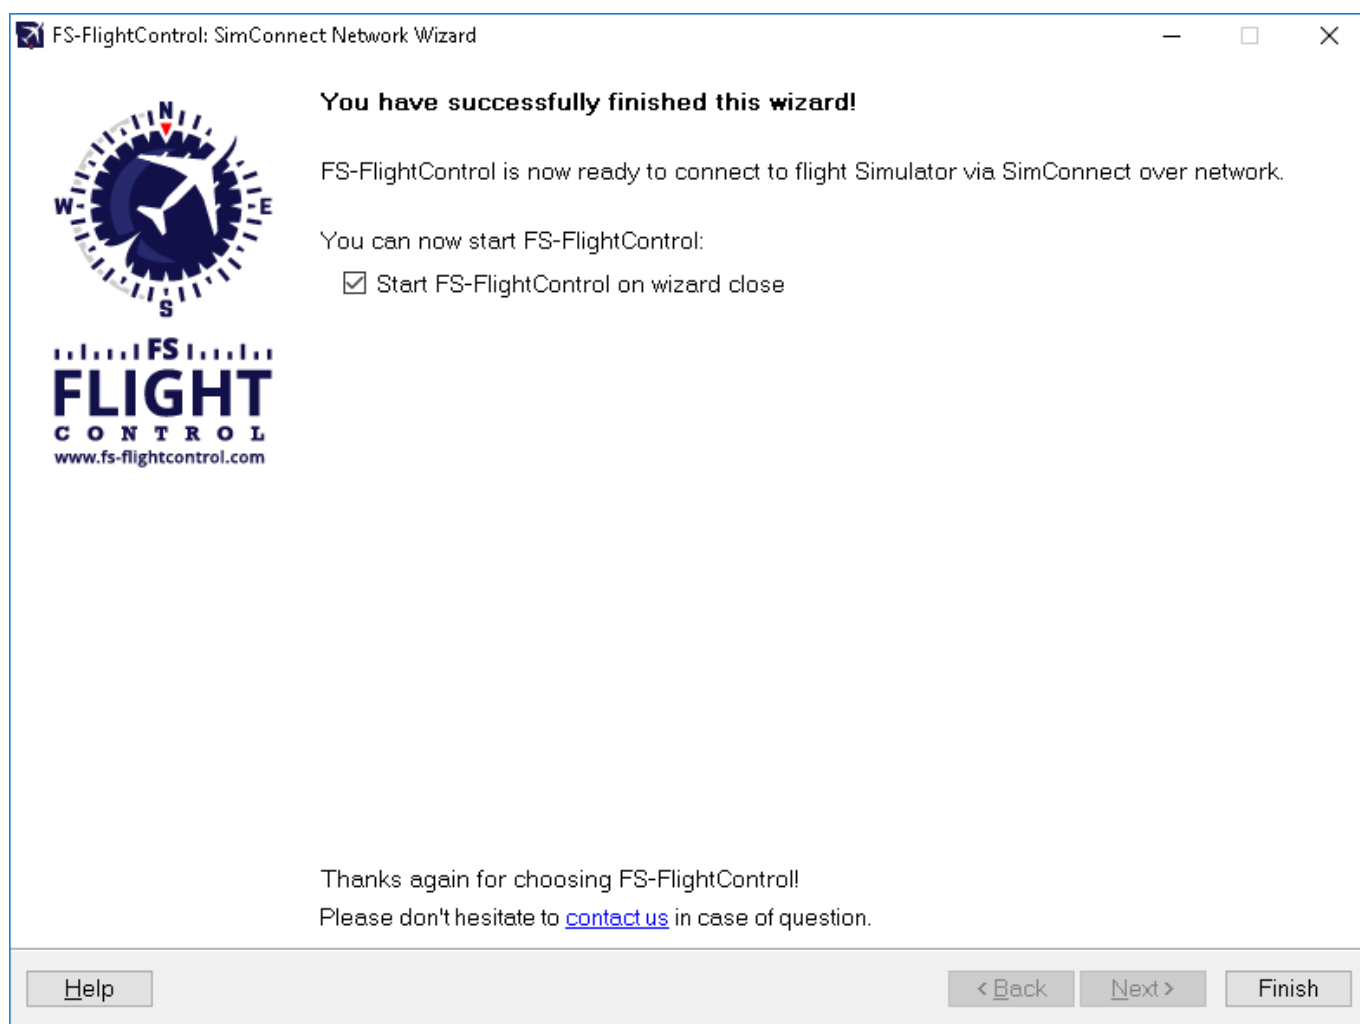 FS-FlightControl: SimConnect Network Wizard
N
W
E
S
FS
FLIGHT
CONTROL
www.fs-flightcontrol.com
You have successfully finished this wizard!
FS-FlightControl is now ready to connect to flight Simulator via SimConnect over network.
You can now start FS-FlightControl:
Start FS-FlightControl on wizard close
Thanks again for choosing FS-FlightControl!
Please don't hesitate to contact us in case of question.
Help
< Back
Next >
Finish